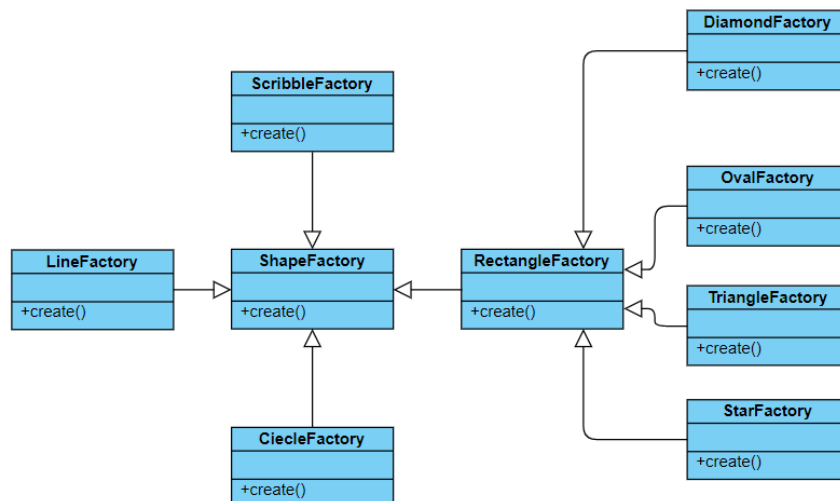 DiamondFactory
+create()
ScribbleFactory
+create()
OvalFactory
+create()
LineFactory
+create()
ShapeFactory
+create()
RectangleFactory
+create()
TriangleFactory
+create()
StarFactory
+create()
CiecleFactory
+create()